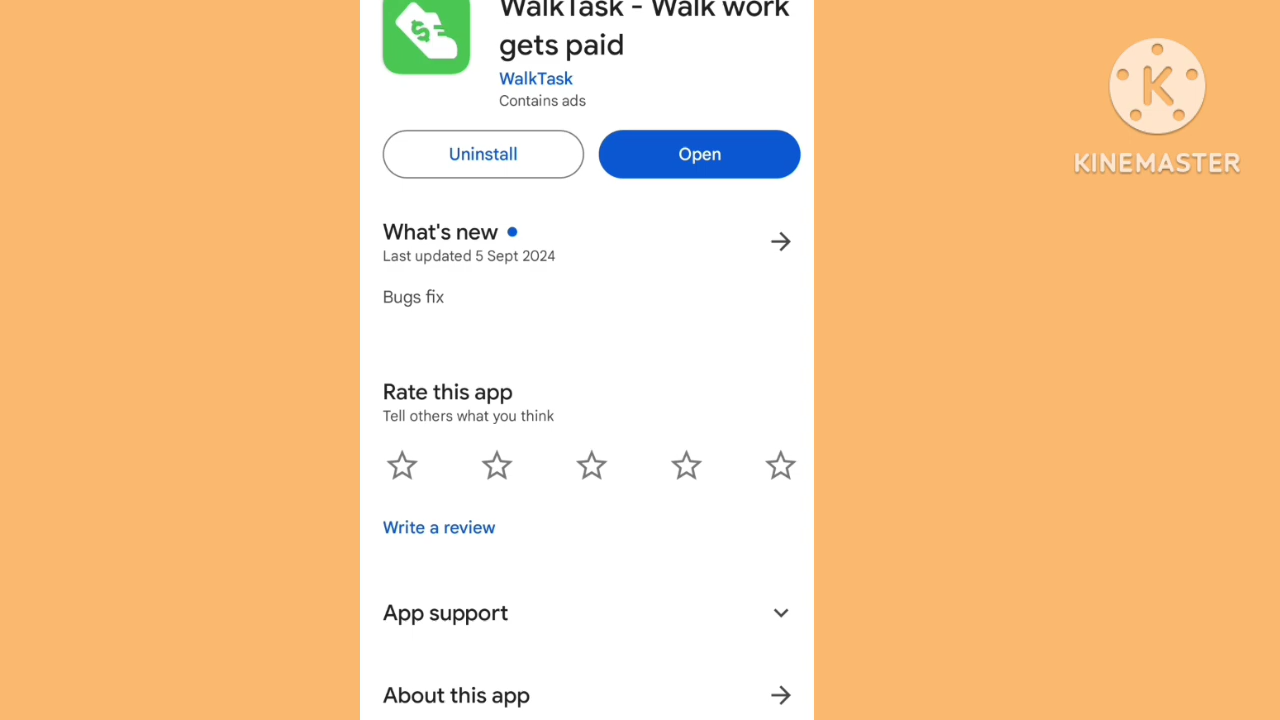 WalkTask - Walk work
gets paid
WalkTask
Contains ads
Uninstall
Open
What's new
Last updated 5 Sept 2024
Bugs fix
Rate this app
Tell others what you think
Write a review
App support
About this app
K
KINEMASTER